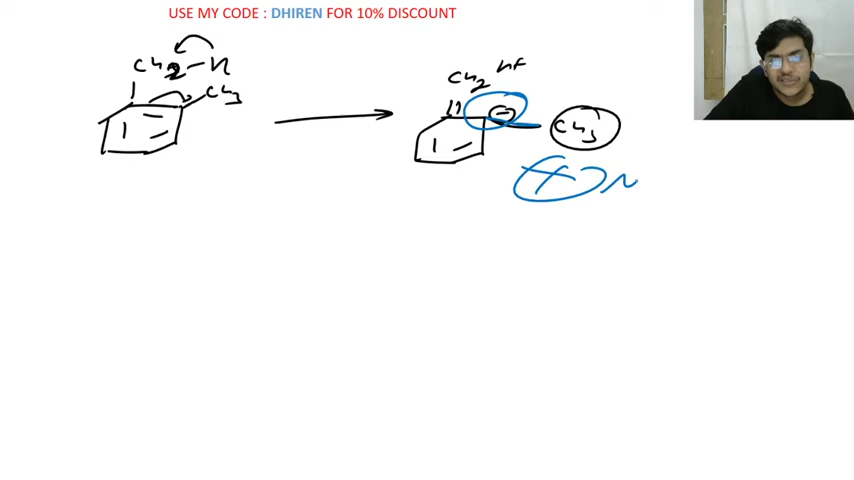 USE MY CODE : DHIREN FOR 10% DISCOUNT
CH2-H
CH3
CH2
CH3